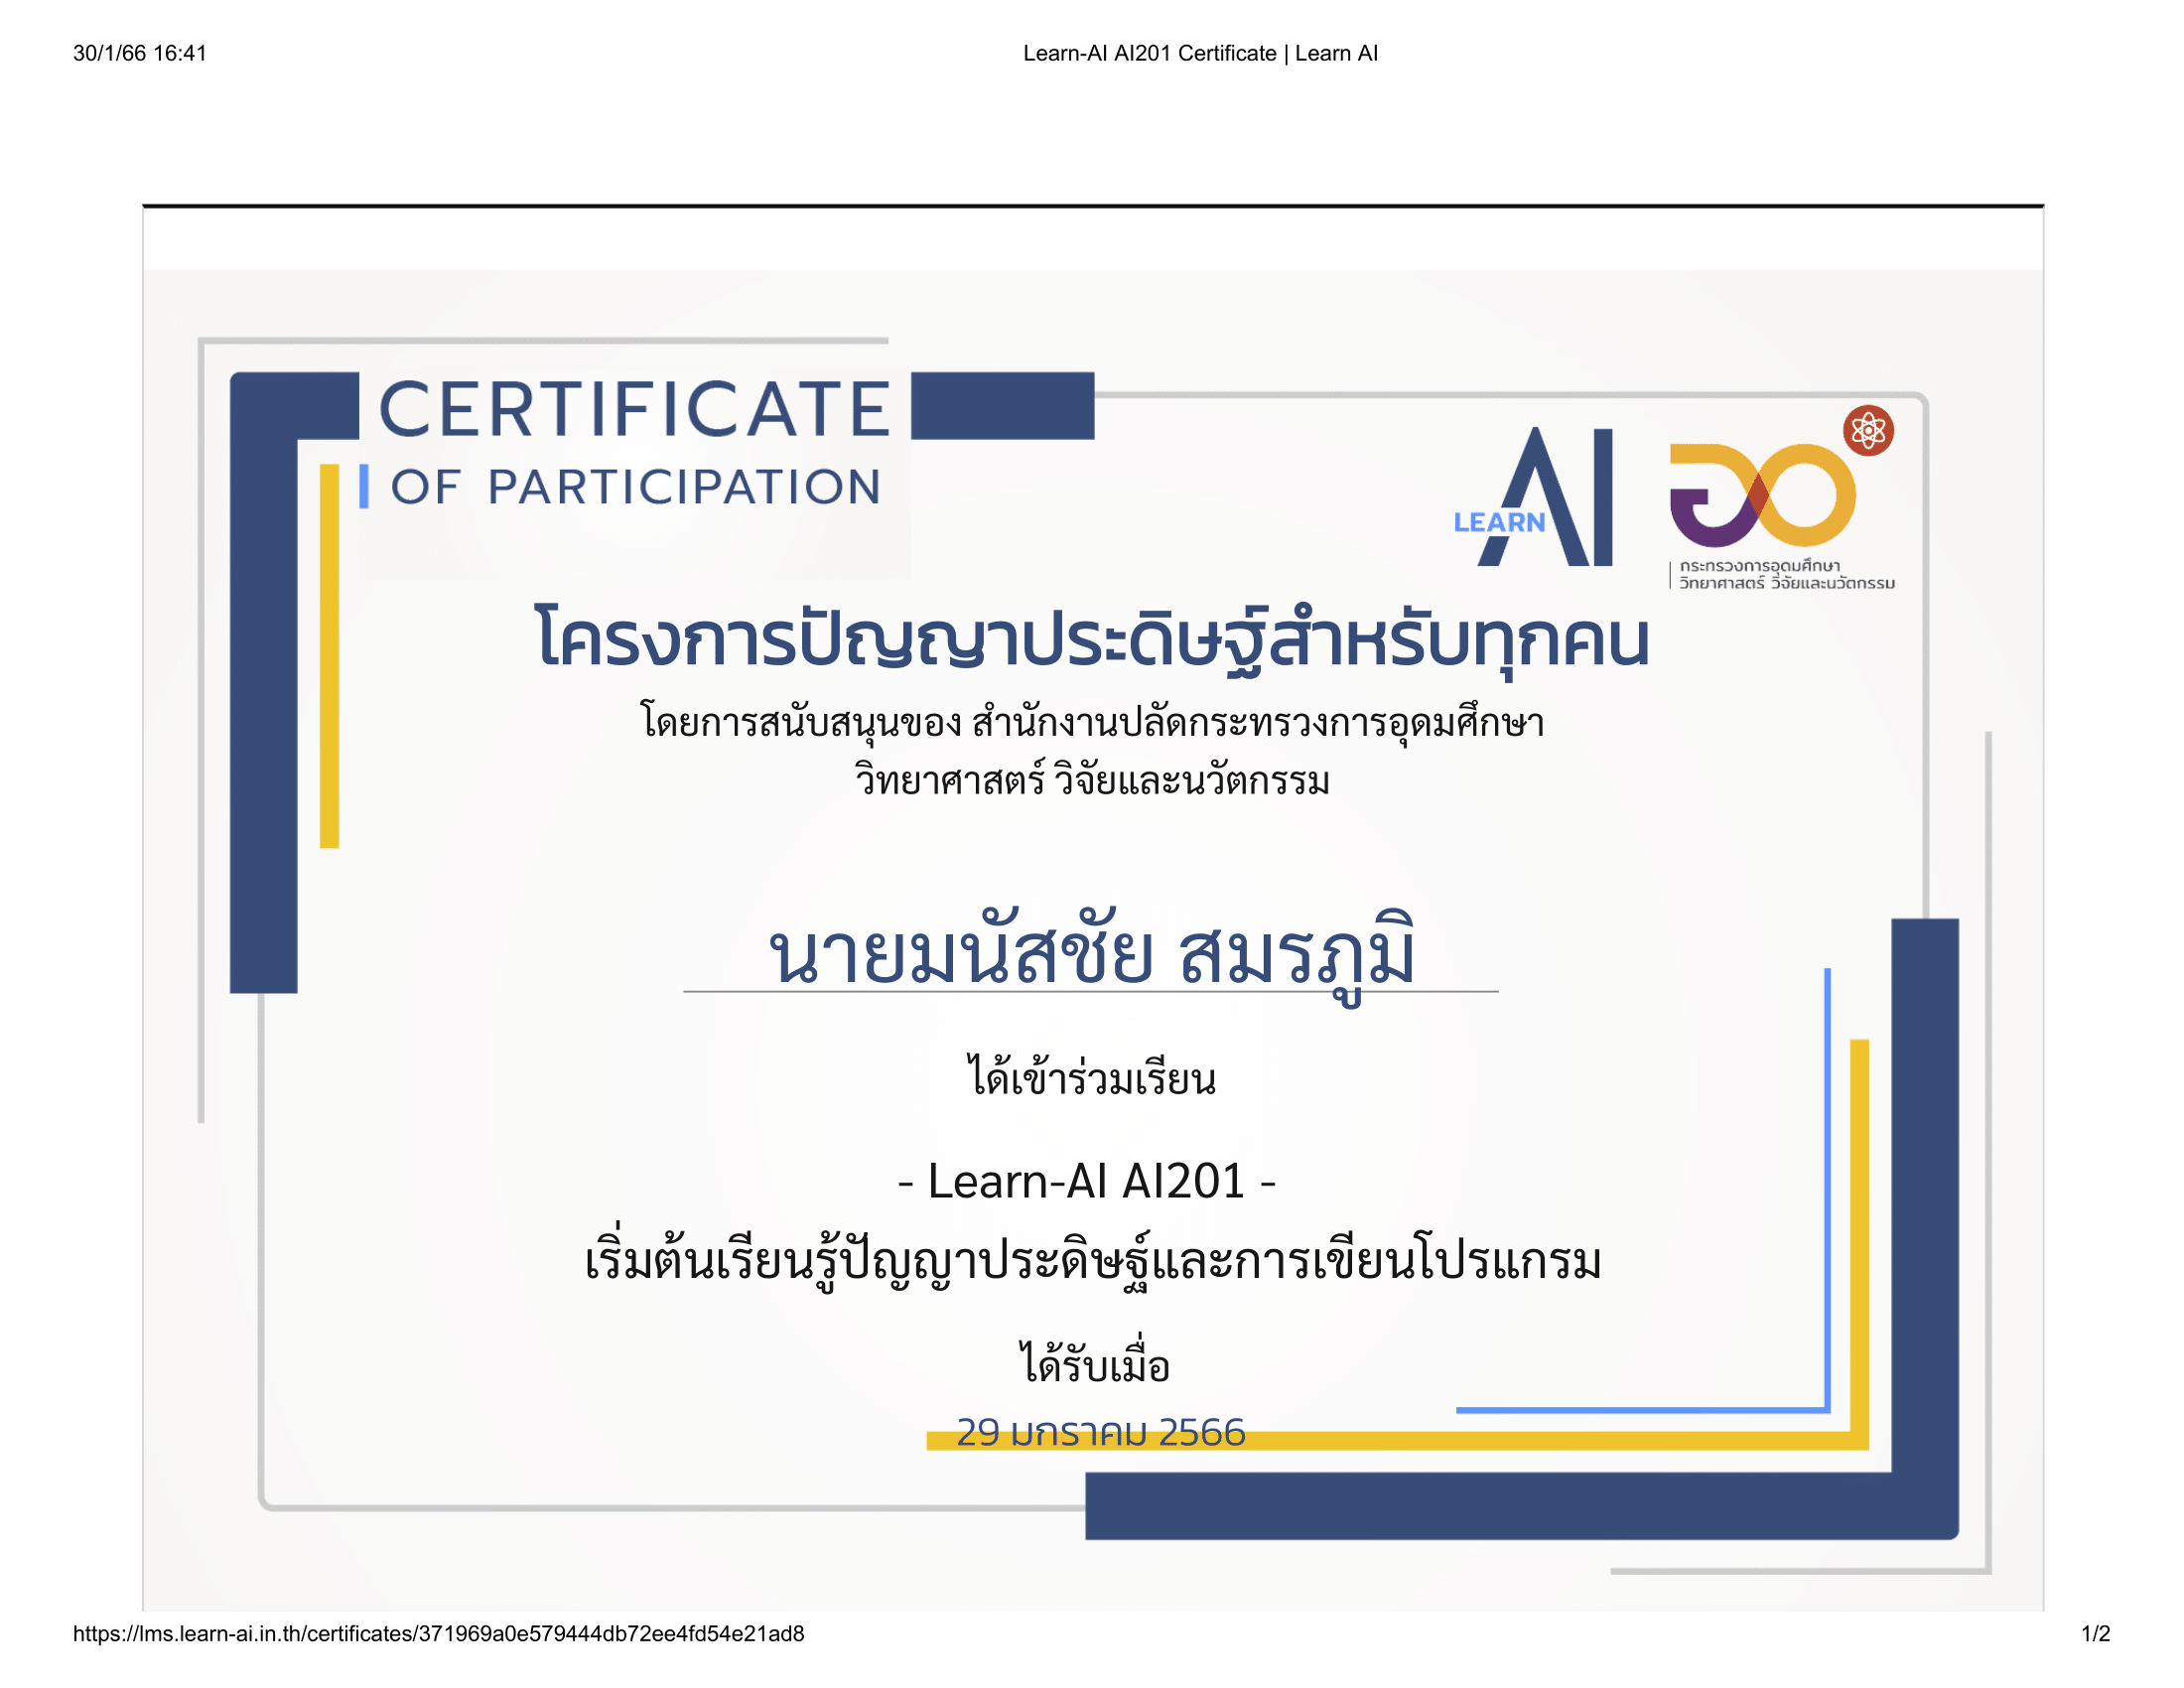 30/1/66 16:41
Learn-AI AI201 Certificate | Learn AI
CERTIFICATE
OF PARTICIPATION
LEARN AI
กระทรวงการอุดมศึกษา
วิทยาศาสตร์ วิจัยและนวัตกรรม
โครงการปัญญาประดิษฐ์สำหรับทุกคน
โดยการสนับสนุนของ สำนักงานปลัดกระทรวงการอุดมศึกษา
วิทยาศาสตร์ วิจัยและนวัตกรรม
นายมนัสชัย สมรภูมิ
ได้เข้าร่วมเรียน
- Learn-AI AI201 -
เริ่มต้นเรียนรู้ปัญญาประดิษฐ์และการเขียนโปรแกรม
ได้รับเมื่อ
29 มกราคม 2566
https://lms.learn-ai.in.th/certificates/371969a0e579444db72ee4fd54e21ad8
1/2